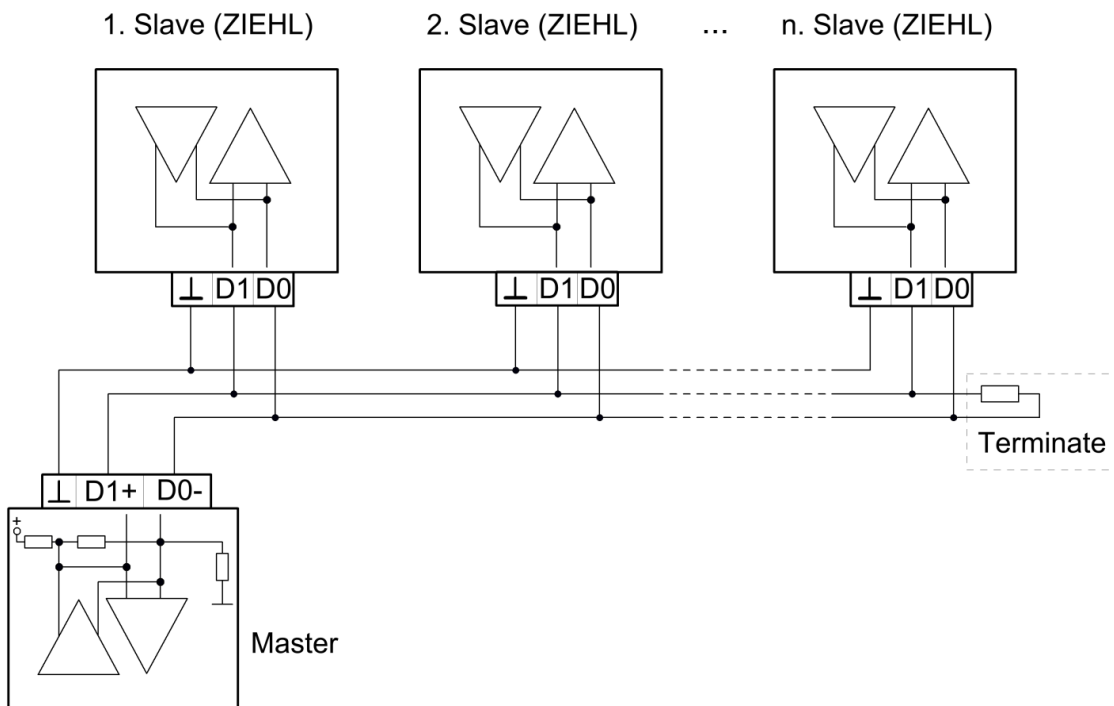 1. Slave (ZIEHL) 2. Slave (ZIEHL) ... n. Slave (ZIEHL)
⊥ D1 D0 ⊥ D1 D0 ⊥ D1 D0
Terminate
⊥ D1+ D0-
+
Master